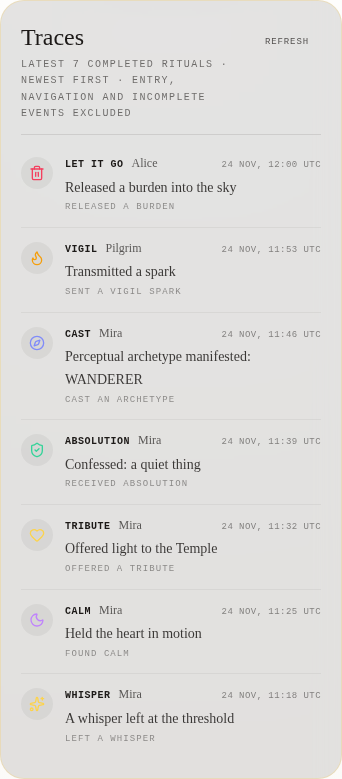 Traces
REFRESH
LATEST 7 COMPLETED RITUALS ·
NEWEST FIRST · ENTRY,
NAVIGATION AND INCOMPLETE
EVENTS EXCLUDED
LET IT GO Alice 24 NOV, 12:00 UTC
Released a burden into the sky
RELEASED A BURDEN
VIGIL Pilgrim 24 NOV, 11:53 UTC
Transmitted a spark
SENT A VIGIL SPARK
CAST Mira 24 NOV, 11:46 UTC
Perceptual archetype manifested:
WANDERER
CAST AN ARCHETYPE
ABSOLUTION Mira 24 NOV, 11:39 UTC
Confessed: a quiet thing
RECEIVED ABSOLUTION
TRIBUTE Mira 24 NOV, 11:32 UTC
Offered light to the Temple
OFFERED A TRIBUTE
CALM Mira 24 NOV, 11:25 UTC
Held the heart in motion
FOUND CALM
WHISPER Mira 24 NOV, 11:18 UTC
A whisper left at the threshold
LEFT A WHISPER